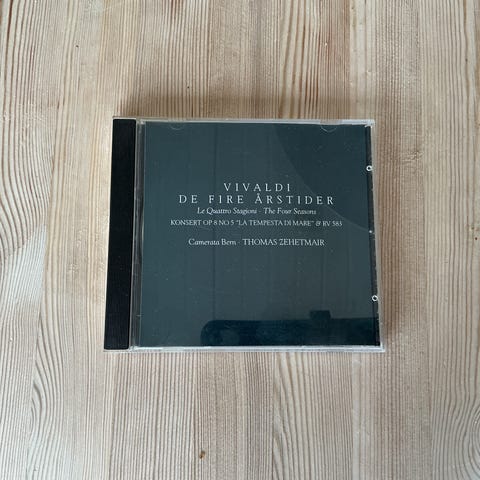 VIVALDI
DE FIRE ÅRSTIDER
Le Quattro Stagioni · The Four Seasons
KONSERT OP 8 NO 5 "LA TEMPESTA DI MARE" & RV 583
Camerata Bern · THOMAS ZEHETMAIR